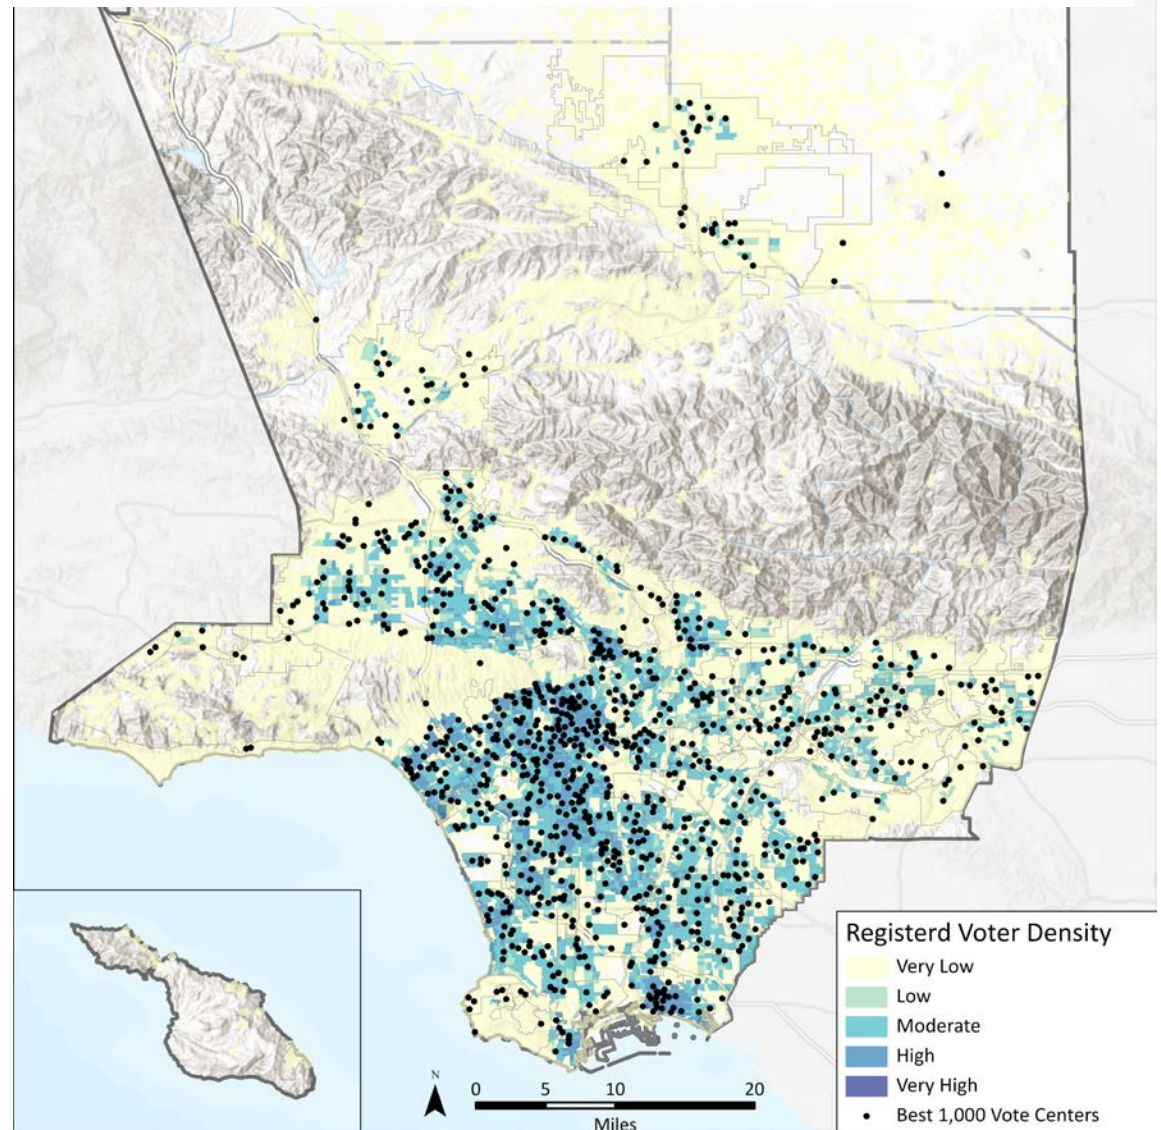 Registerd Voter Density
Very Low
Low
Moderate
High
Very High
Best 1,000 Vote Centers
N
0 5 10 20
Miles